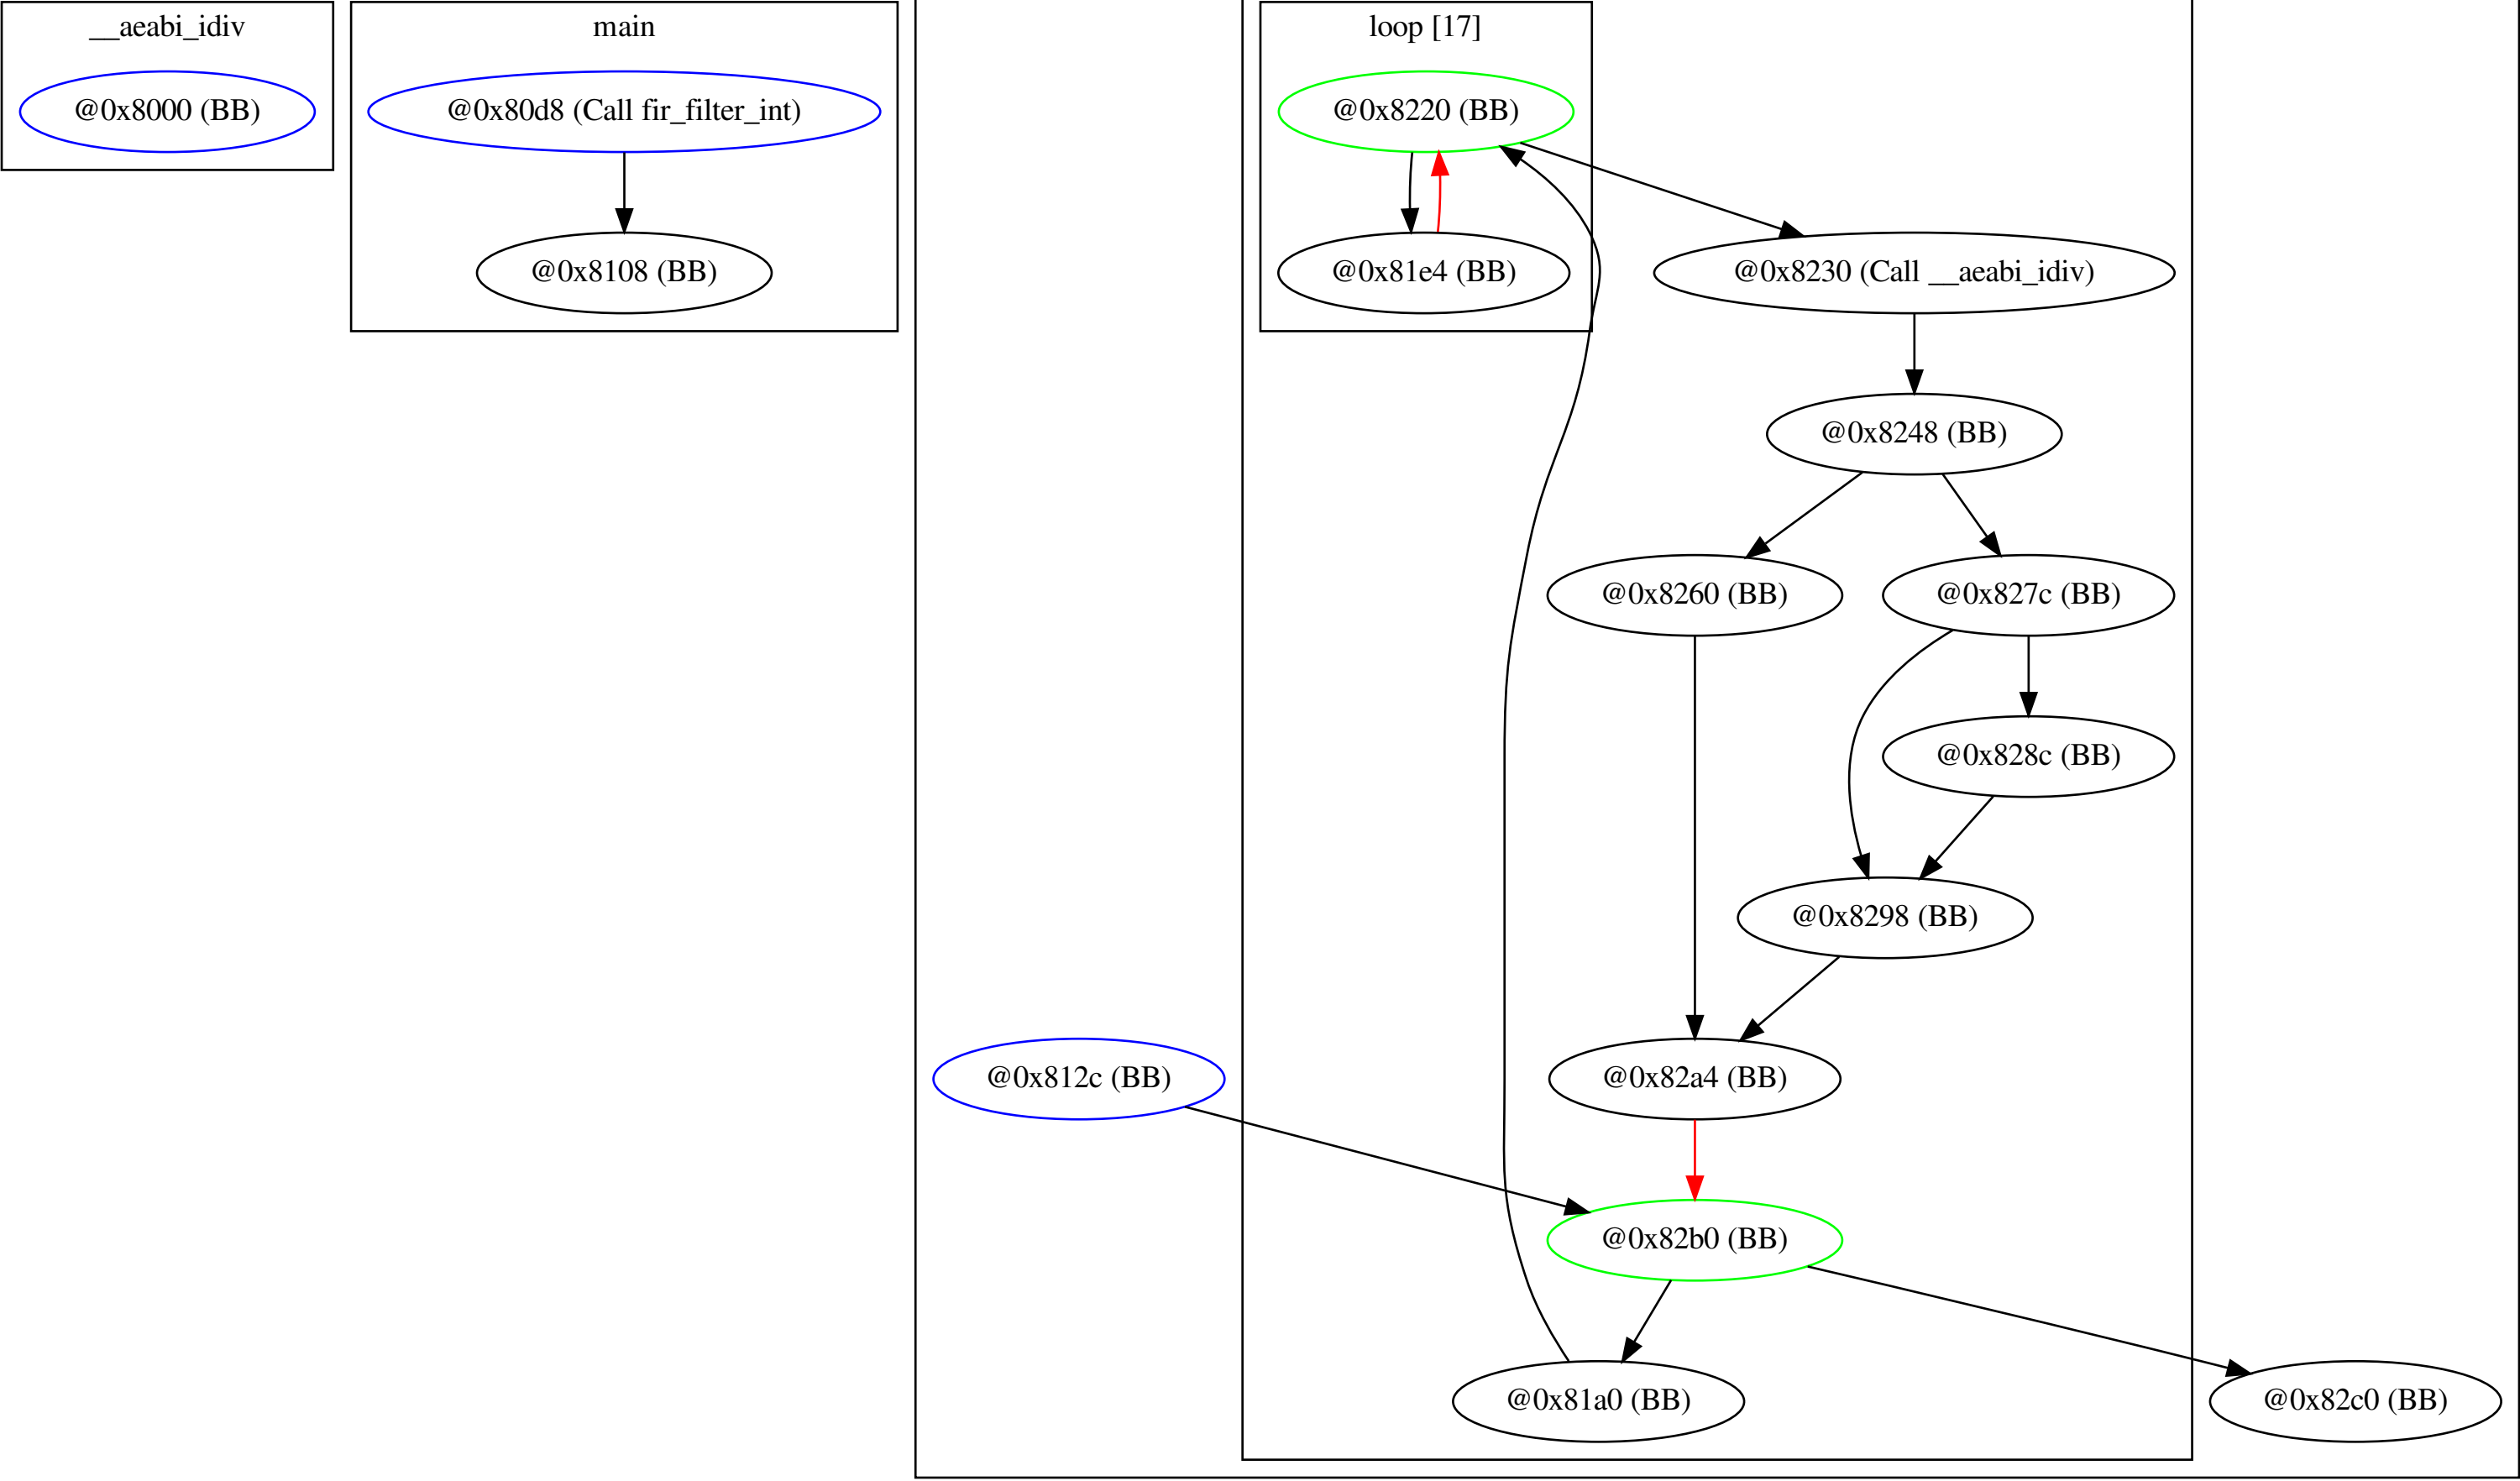 __aeabi_idiv
@0x8000 (BB)
main
@0x80d8 (Call fir_filter_int)
@0x8108 (BB)
loop [17]
@0x8220 (BB)
@0x81e4 (BB)
@0x8230 (Call __aeabi_idiv)
@0x8248 (BB)
@0x8260 (BB)
@0x827c (BB)
@0x828c (BB)
@0x8298 (BB)
@0x812c (BB)
@0x82a4 (BB)
@0x82b0 (BB)
@0x81a0 (BB)
@0x82c0 (BB)